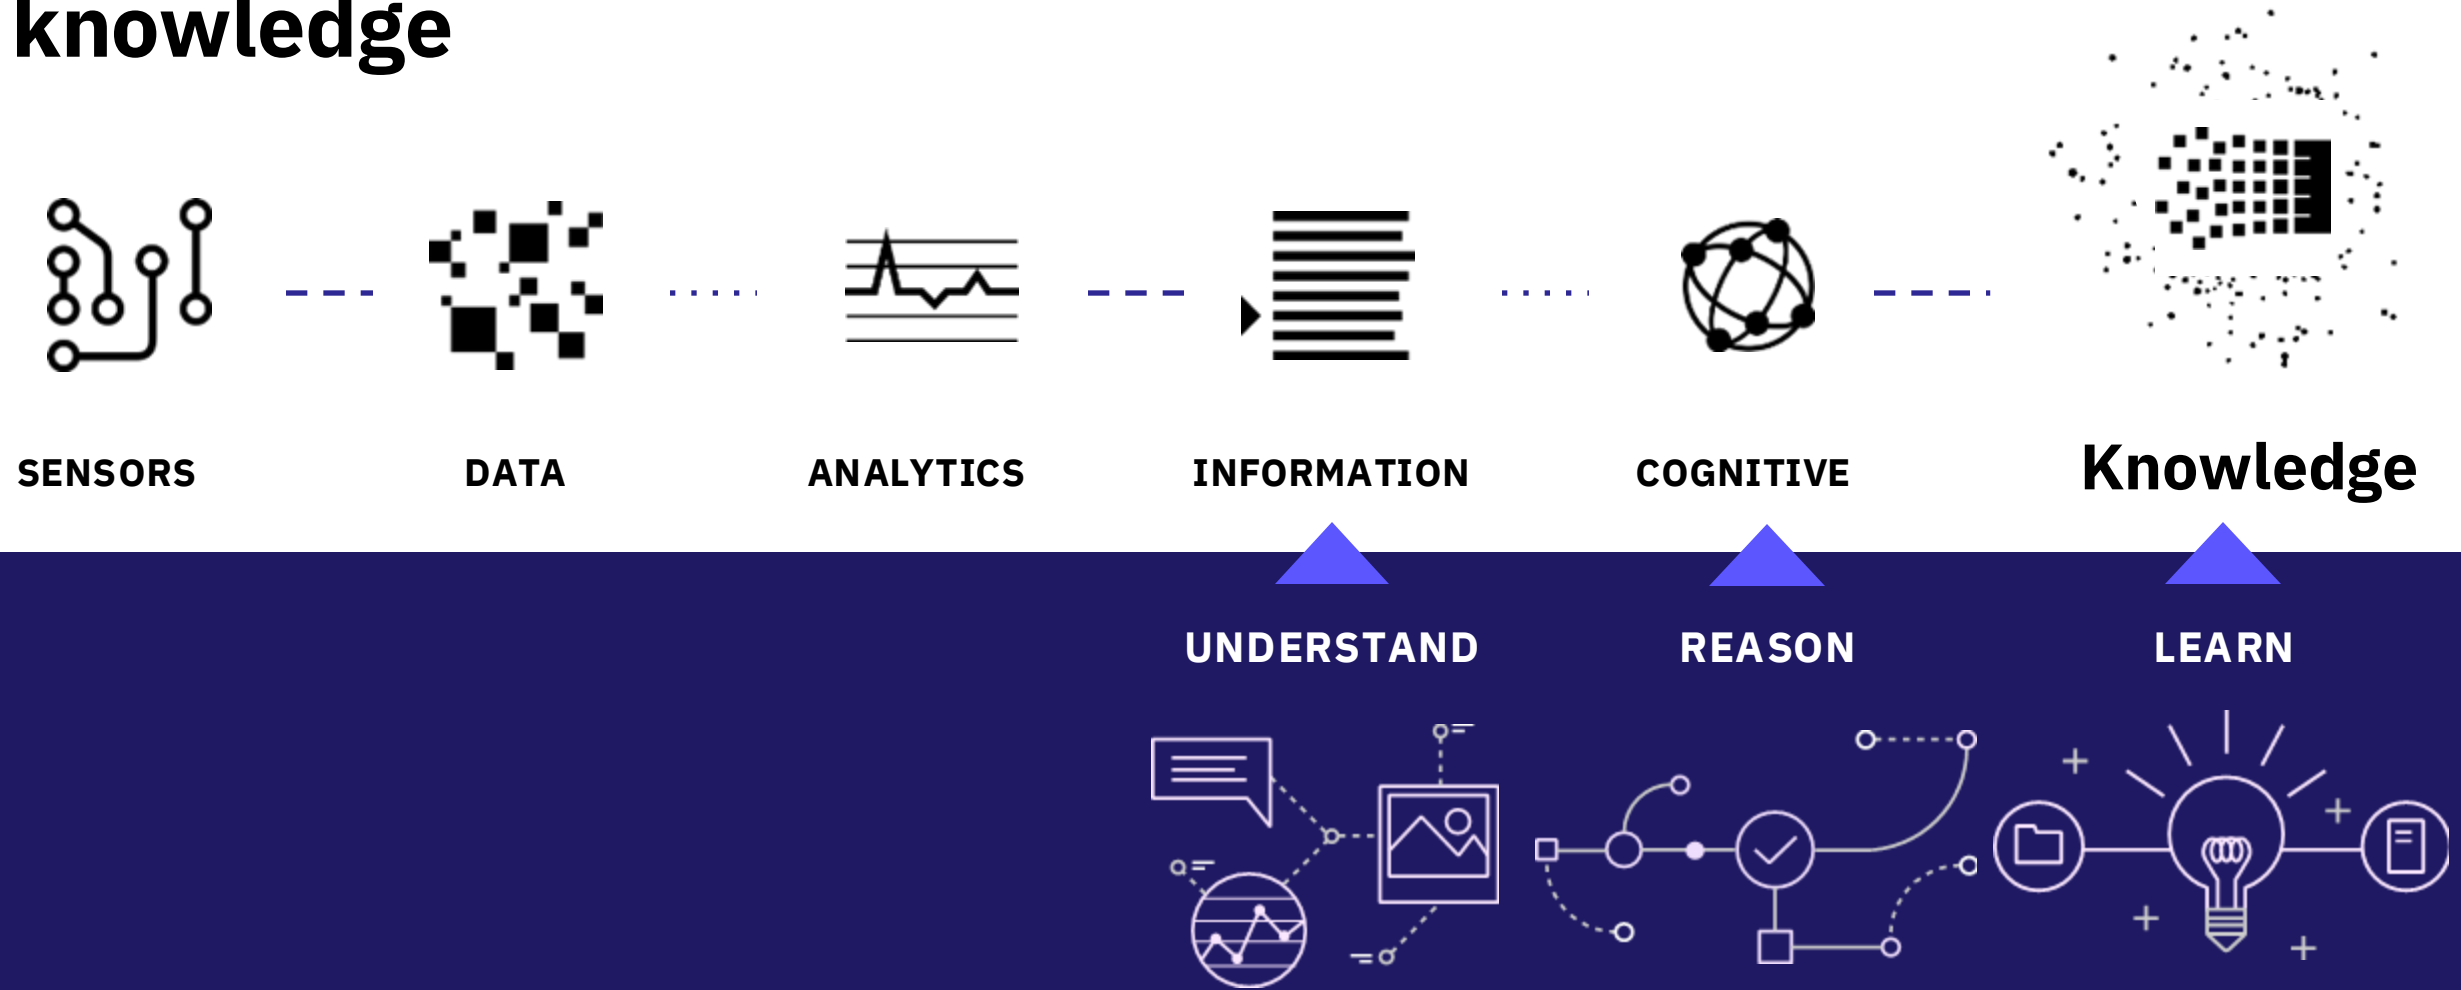 knowledge
SENSORS
DATA
ANALYTICS
INFORMATION
COGNITIVE
Knowledge
UNDERSTAND
REASON
LEARN